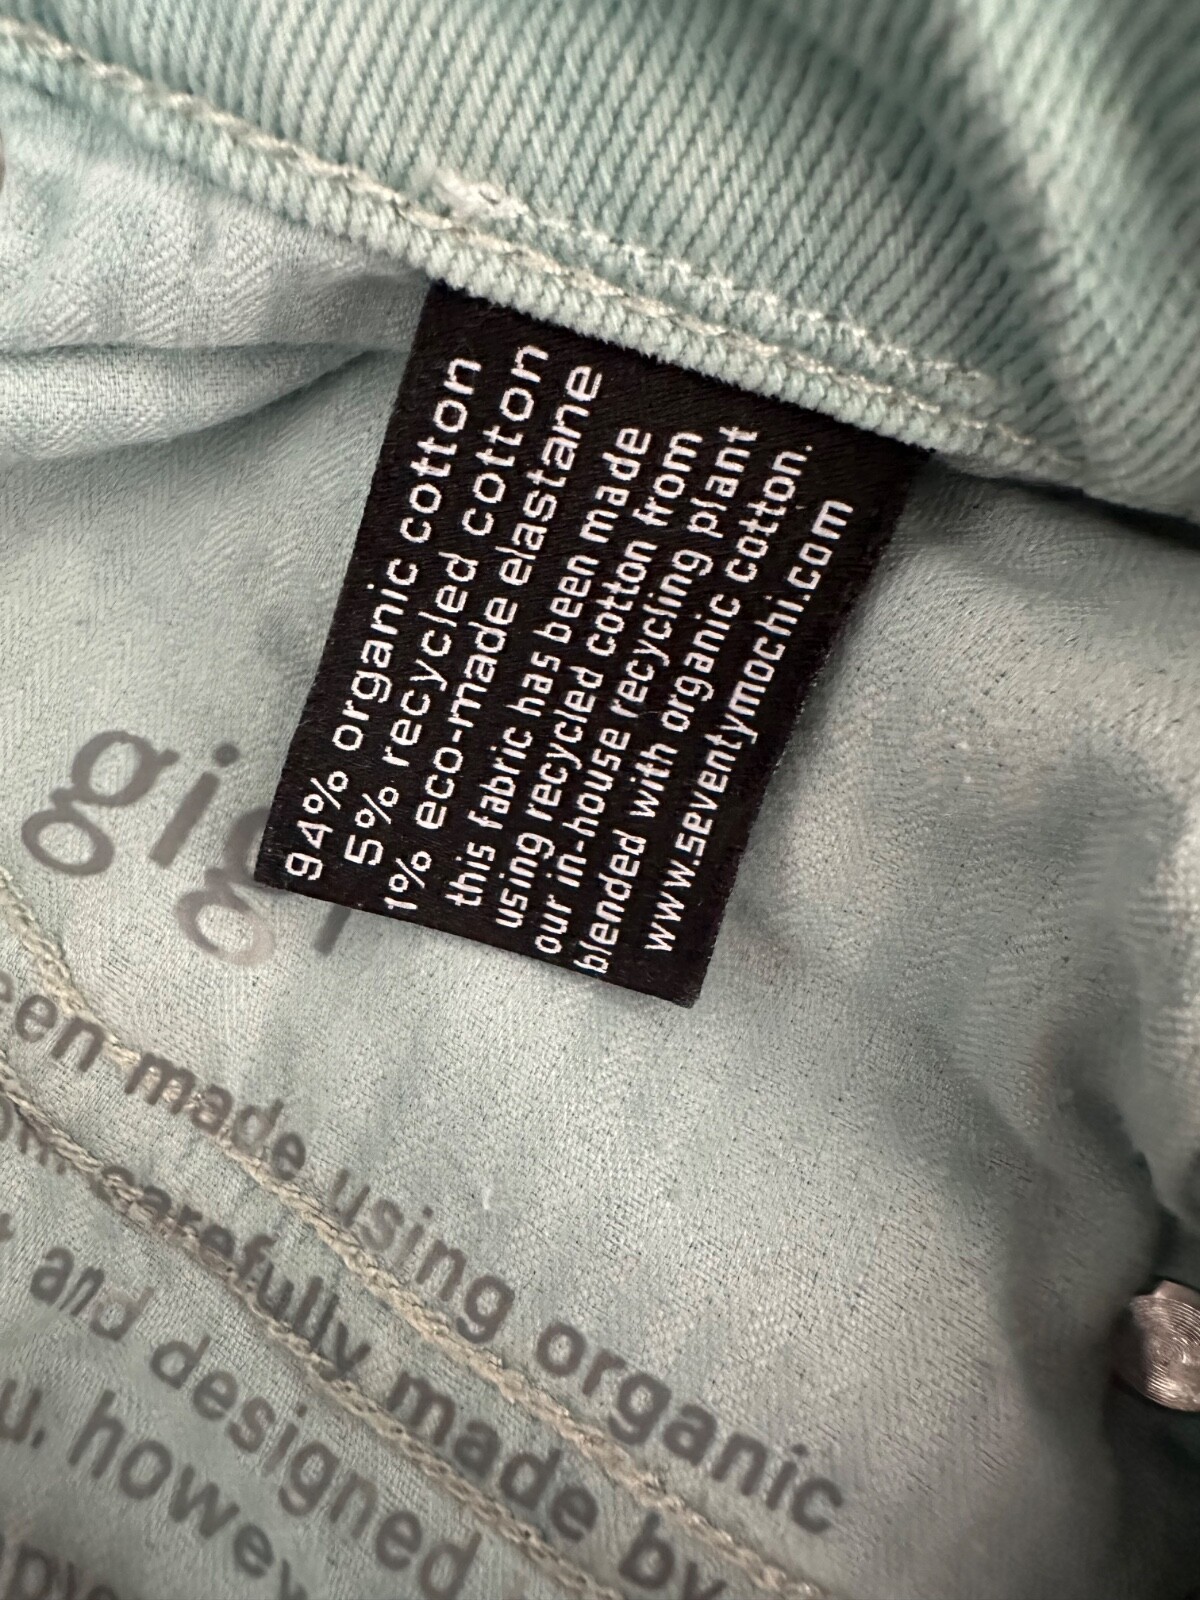 94% organic cotton
5% recycled cotton
1% eco-made elastane
this fabric has been made
using recycled cotton from
our in-house recycling plant
blended with organic cotton.
www.seventymochi.com
made using organic
carefully made by
and designed